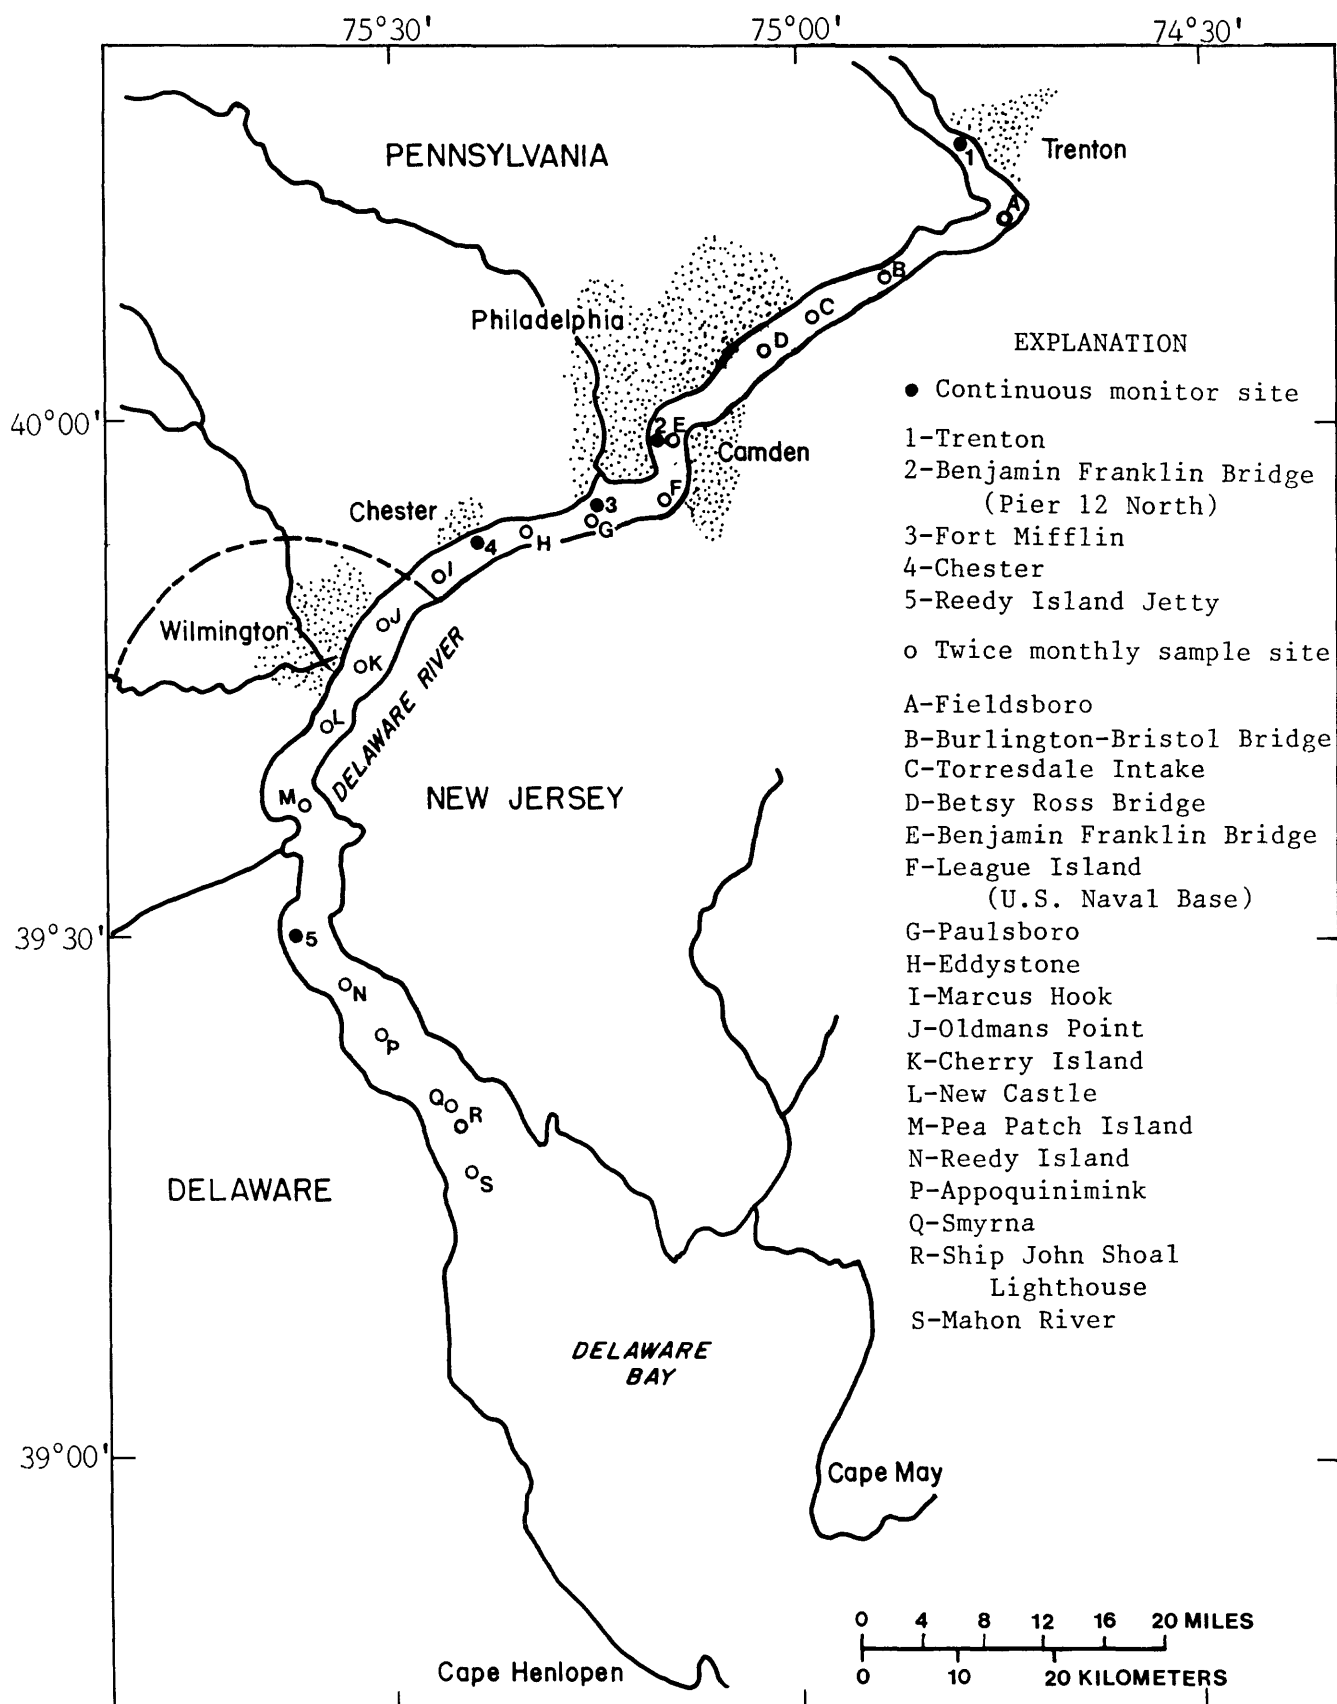 75°30'
75°00'
74°30'
PENNSYLVANIA
1
Trenton
A
B
Philadelphia
C
D
EXPLANATION
● Continuous monitor site
40°00'
2 E
Camden
1-Trenton
2-Benjamin Franklin Bridge
(Pier 12 North)
3-Fort Mifflin
4-Chester
5-Reedy Island Jetty
F
Chester
3
G
4
H
I
Wilmington
J
K
o Twice monthly sample site
DELAWARE RIVER
L
M
NEW JERSEY
A-Fieldsboro
B-Burlington-Bristol Bridge
C-Torresdale Intake
D-Betsy Ross Bridge
E-Benjamin Franklin Bridge
F-League Island
(U.S. Naval Base)
G-Paulsboro
H-Eddystone
I-Marcus Hook
J-Oldmans Point
K-Cherry Island
L-New Castle
M-Pea Patch Island
N-Reedy Island
P-Appoquinimink
Q-Smyrna
R-Ship John Shoal
Lighthouse
S-Mahon River
39°30'
5
N
P
Q
R
S
DELAWARE
DELAWARE
BAY
39°00'
Cape May
Cape Henlopen
0 4 8 12 16 20 MILES
0 10 20 KILOMETERS